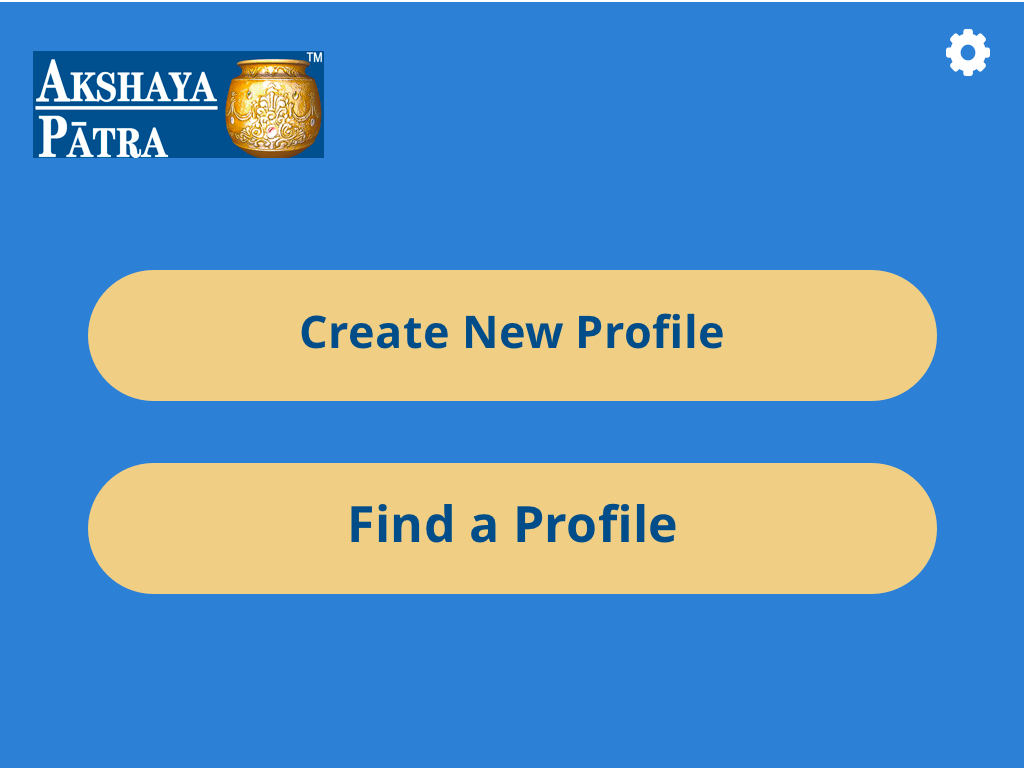 AKSHAYA
PĀTRA
TM
Create New Profile
Find a Profile